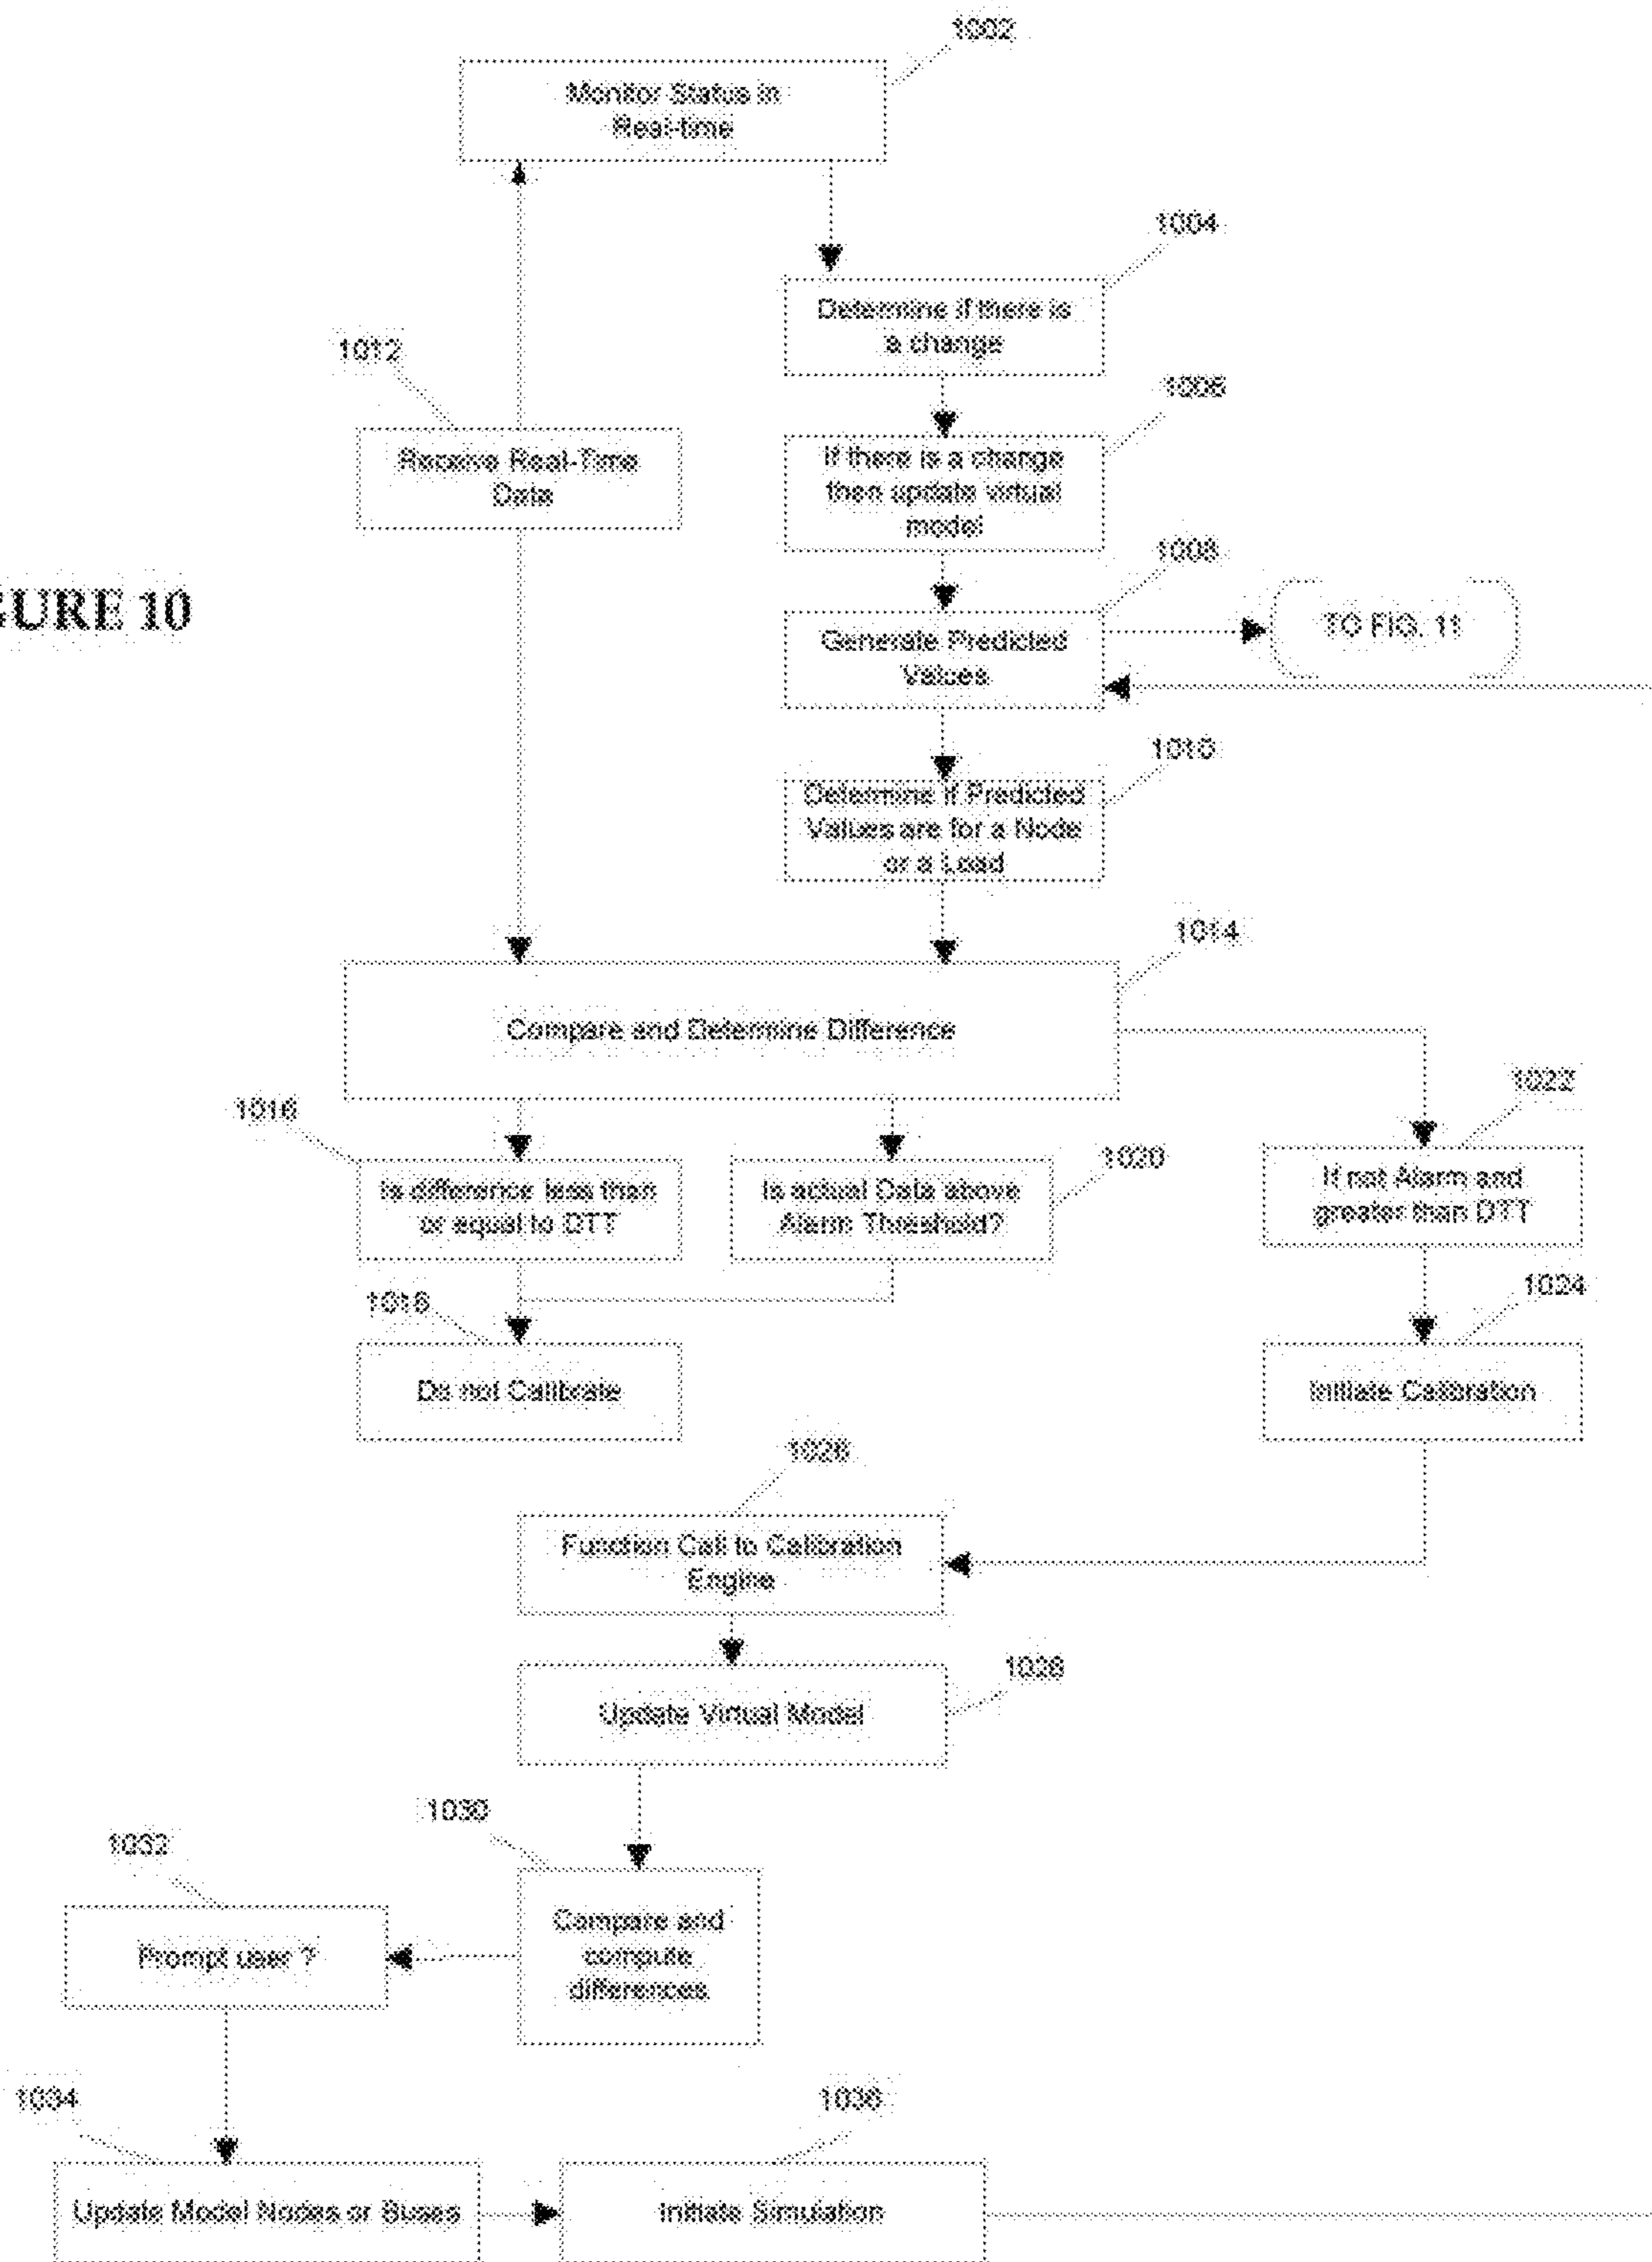 1002
Monitor Status in
Real-time
1004
Determine if there is
a change
1012
1006
Receive Real-Time
Data
If there is a change
then update virtual
model
1008
GURE 10
Generate Predicted
Values
TO FIG. 11
1010
Determine if Predicted
Values are for a Node
or a Load
1014
Compare and Determine Difference
1022
1016
1020
Is difference less than
or equal to DTT
Is actual Data above
Alarm Threshold?
If not Alarm and
greater than DTT
1024
1018
Do not Calibrate
Initiate Calibration
1026
Function Call to Calibration
Engine
1028
Update Virtual Model
1030
1032
Compare and
compute
differences
Prompt user ?
1034
1036
Update Model Nodes or Buses
Initiate Simulation